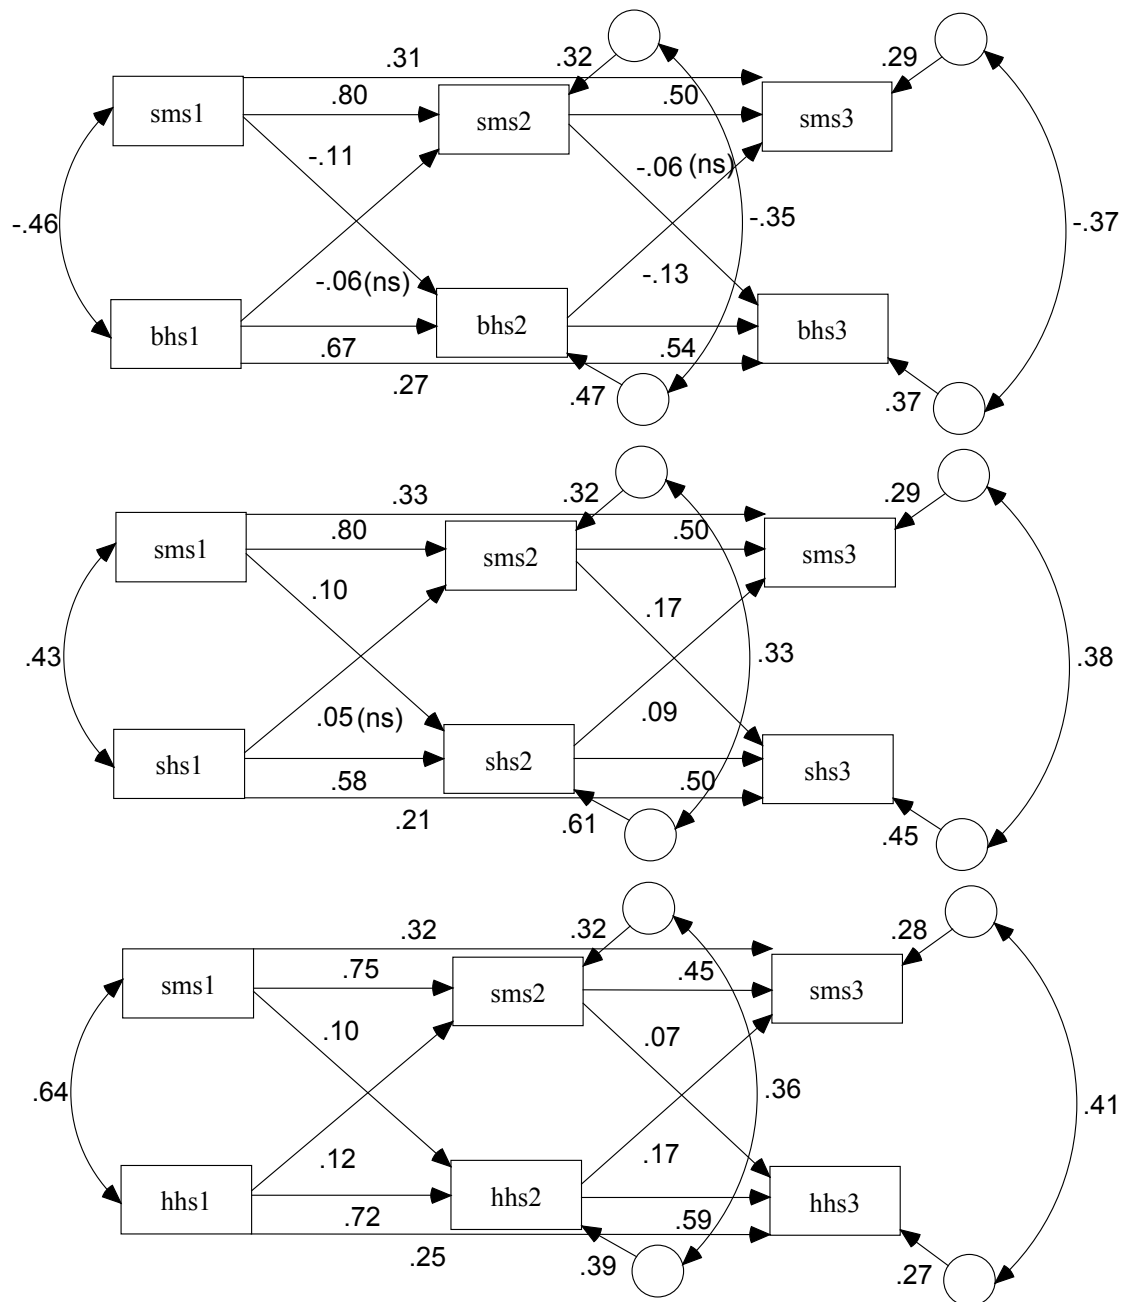 .32
.29
.31
.80
.50
sms1
sms2
sms3
-.11
-.06 (ns)
-.46
-.35
-.37
-.06(ns)
-.13
bhs1
bhs2
bhs3
.67
.54
.27
.47
.37
.33
.32
.29
.80
.50
sms1
sms2
sms3
.10
.17
.43
.33
.38
.05(ns)
.09
shs1
shs2
shs3
.58
.50
.21
.61
.45
.32
.32
.28
.75
.45
sms1
sms2
sms3
.10
.07
.64
.36
.41
.12
.17
hhs1
hhs2
hhs3
.72
.59
.25
.39
.27